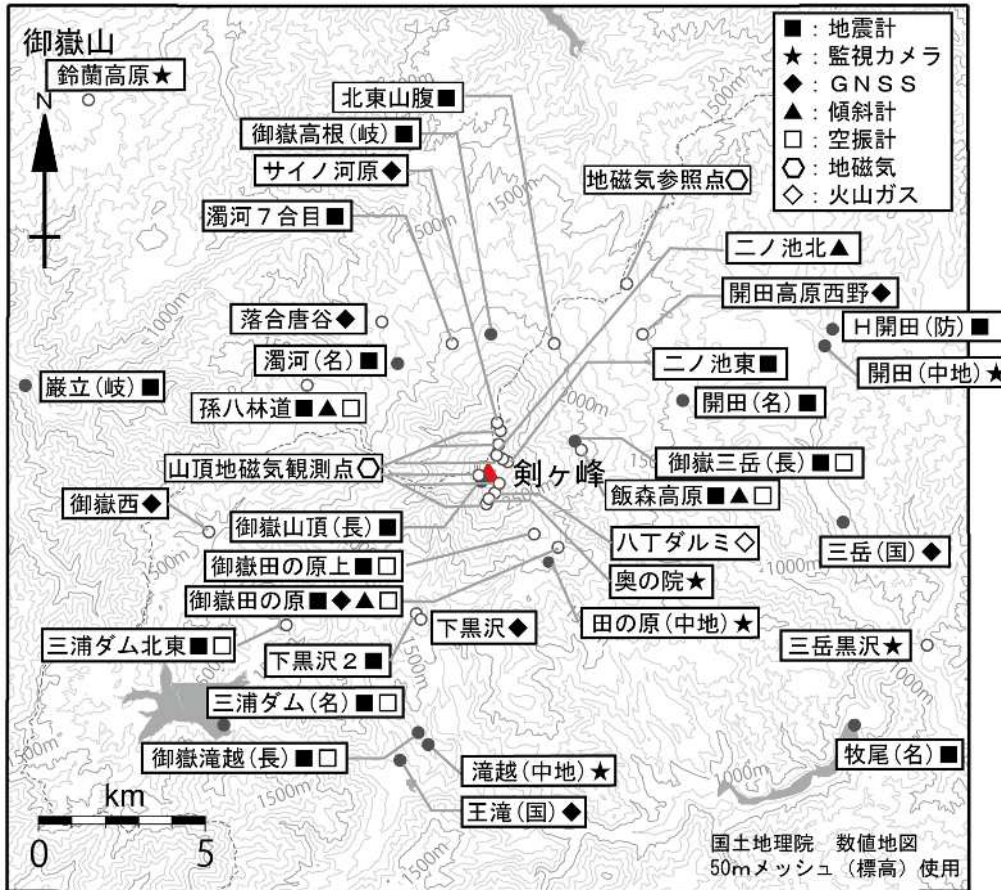 御嶽山
鈴蘭高原★
N
■：地震計
★：監視カメラ
◆：ＧＮＳＳ
▲：傾斜計
□：空振計
⬡：地磁気
◇：火山ガス
北東山腹■
御嶽高根(岐)■
サイノ河原◆
濁河７合目■
地磁気参照点⬡
二ノ池北▲
開田高原西野◆
落合唐谷◆
Ｈ開田(防)■
濁河(名)■
二ノ池東■
開田(中地)★
巌立(岐)■
孫八林道■▲□
開田(名)■
山頂地磁気観測点⬡
剣ヶ峰
御嶽三岳(長)■□
御嶽西◆
飯森高原■▲□
御嶽山頂(長)■
八丁ダルミ◇
三岳(国)◆
御嶽田の原上■□
奥の院★
御嶽田の原■◆▲□
田の原(中地)★
三浦ダム北東■□
下黒沢◆
三岳黒沢★
下黒沢２■
三浦ダム(名)■□
御嶽滝越(長)■□
滝越(中地)★
牧尾(名)■
王滝(国)◆
km
0 5
国土地理院　数値地図
50mメッシュ（標高）使用
1500m
1500m
1500m
1000m
2000m
1500m
1500m
1000m
1000m
1500m
1500m
1500m
1000m